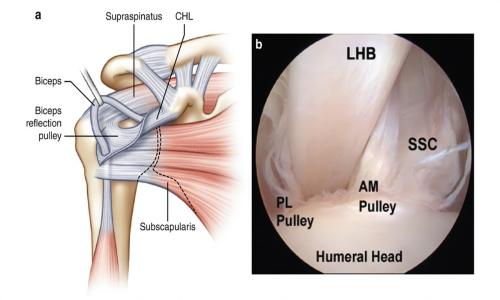 a
Supraspinatus
CHL
Biceps
Biceps
reflection
pulley
Subscapularis
b
LHB
SSC
AM
Pulley
PL
Pulley
Humeral Head